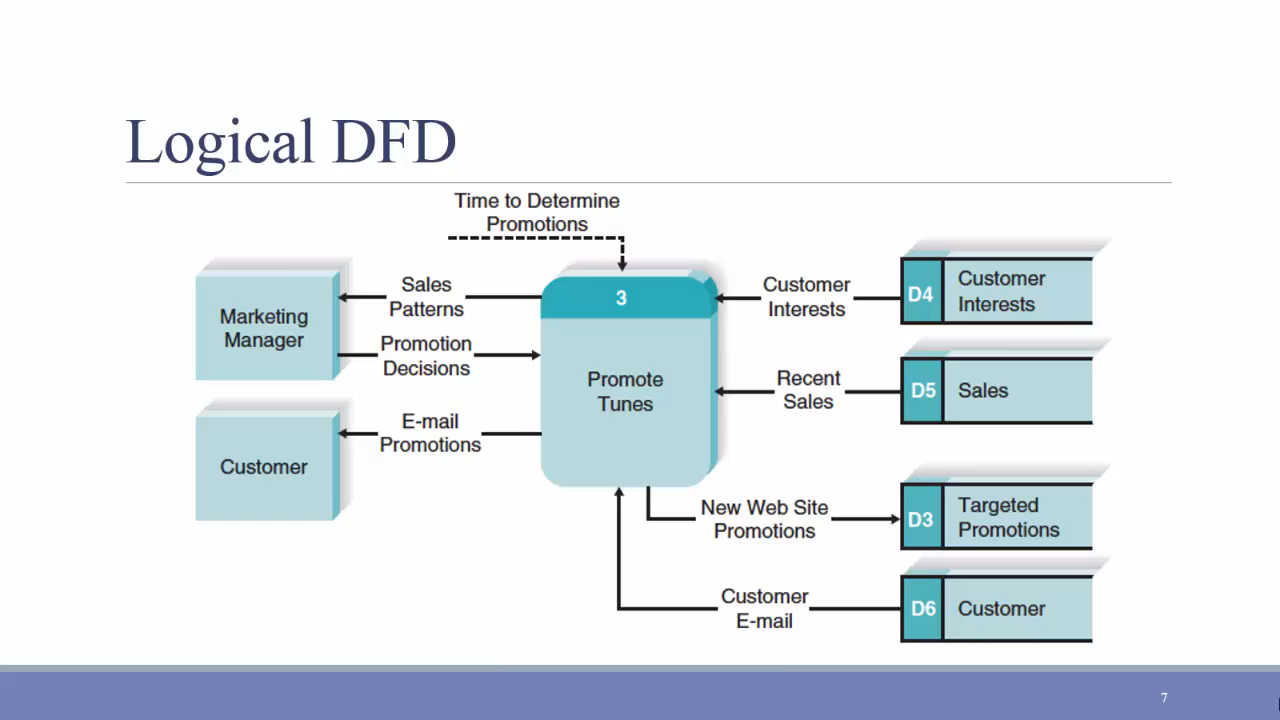 Logical DFD
Time to Determine
Promotions
Marketing
Manager
Sales
Patterns
Promotion
Decisions
Customer
E-mail
Promotions
3
Promote
Tunes
Customer
Interests
D4
Customer
Interests
Recent
Sales
D5
Sales
New Web Site
Promotions
D3
Targeted
Promotions
Customer
E-mail
D6
Customer
7